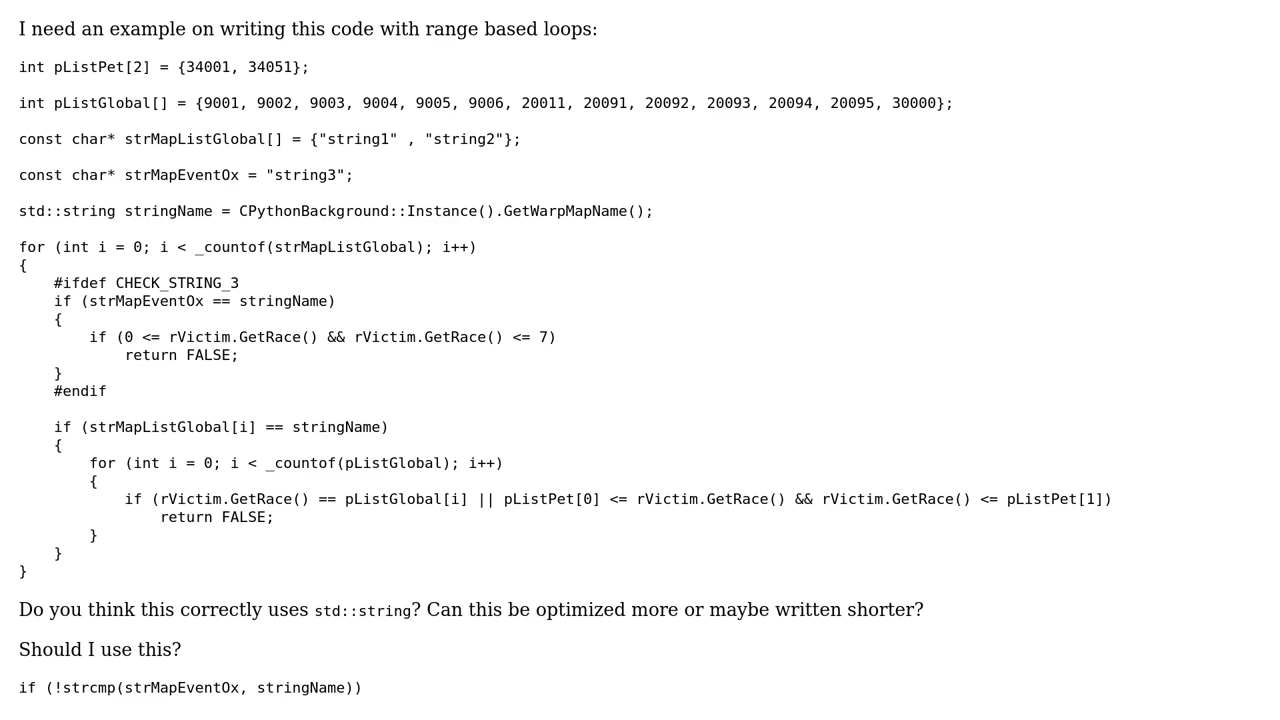 I need an example on writing this code with range based loops:
int pListPet[2] = {34001, 34051};
int pListGlobal[] = {9001, 9002, 9003, 9004, 9005, 9006, 20011, 20091, 20092, 20093, 20094, 20095, 30000};
const char* strMapListGlobal[] = {"string1" , "string2"};
const char* strMapEventOx = "string3";
std::string stringName = CPythonBackground::Instance().GetWarpMapName();
for (int i = 0; i < _countof(strMapListGlobal); i++)
{
    #ifdef CHECK_STRING_3
    if (strMapEventOx == stringName)
    {
        if (0 <= rVictim.GetRace() && rVictim.GetRace() <= 7)
            return FALSE;
    }
    #endif
    if (strMapListGlobal[i] == stringName)
    {
        for (int i = 0; i < _countof(pListGlobal); i++)
        {
            if (rVictim.GetRace() == pListGlobal[i] || pListPet[0] <= rVictim.GetRace() && rVictim.GetRace() <= pListPet[1])
                return FALSE;
        }
    }
}
Do you think this correctly uses std::string? Can this be optimized more or maybe written shorter?
Should I use this?
if (!strcmp(strMapEventOx, stringName))